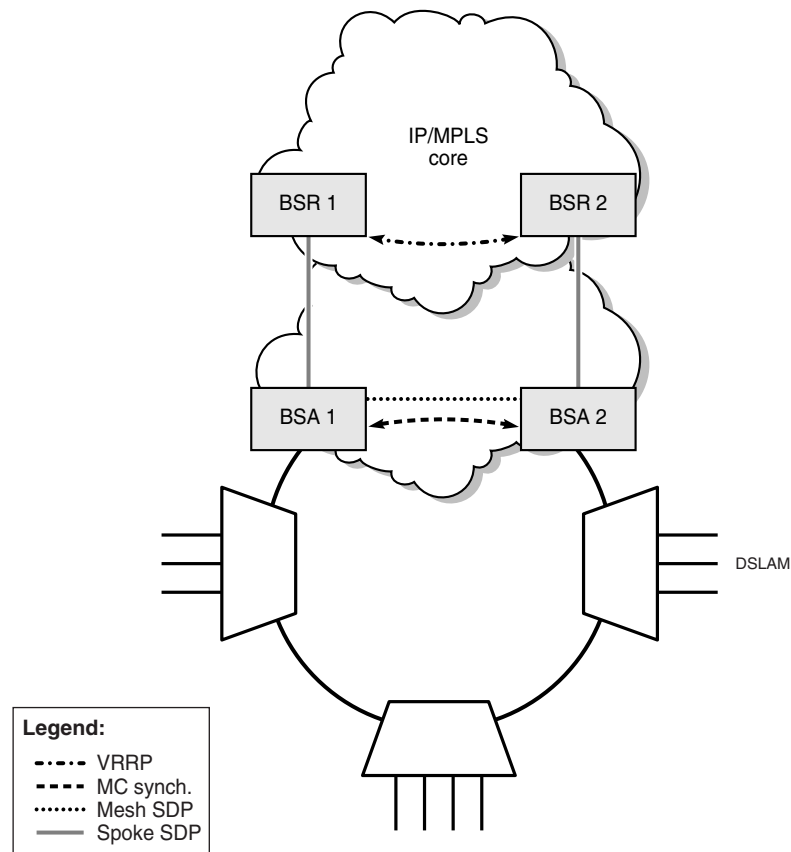 IP/MPLS
core
BSR 1
BSR 2
BSA 1
BSA 2
DSLAM
Legend:
VRRP
MC synch.
Mesh SDP
Spoke SDP